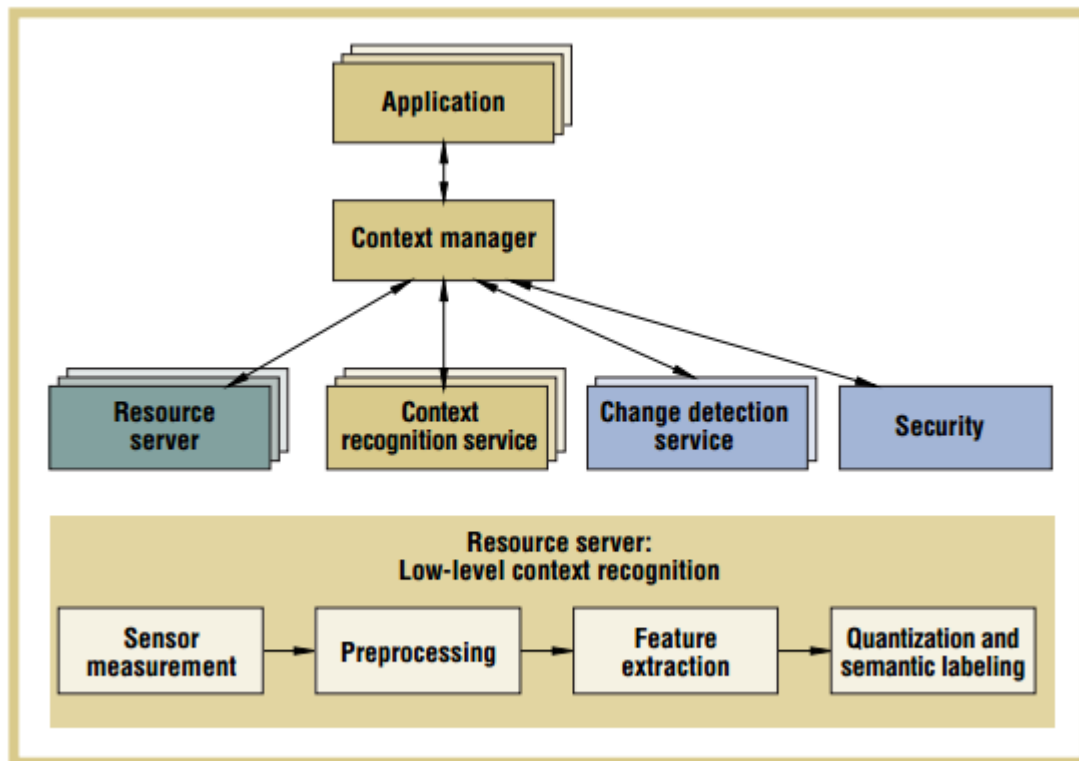 Application
Context manager
Resource
server
Context
recognition service
Change detection
service
Security
Resource server:
Low-level context recognition
Sensor
measurement
Preprocessing
Feature
extraction
Quantization and
semantic labeling